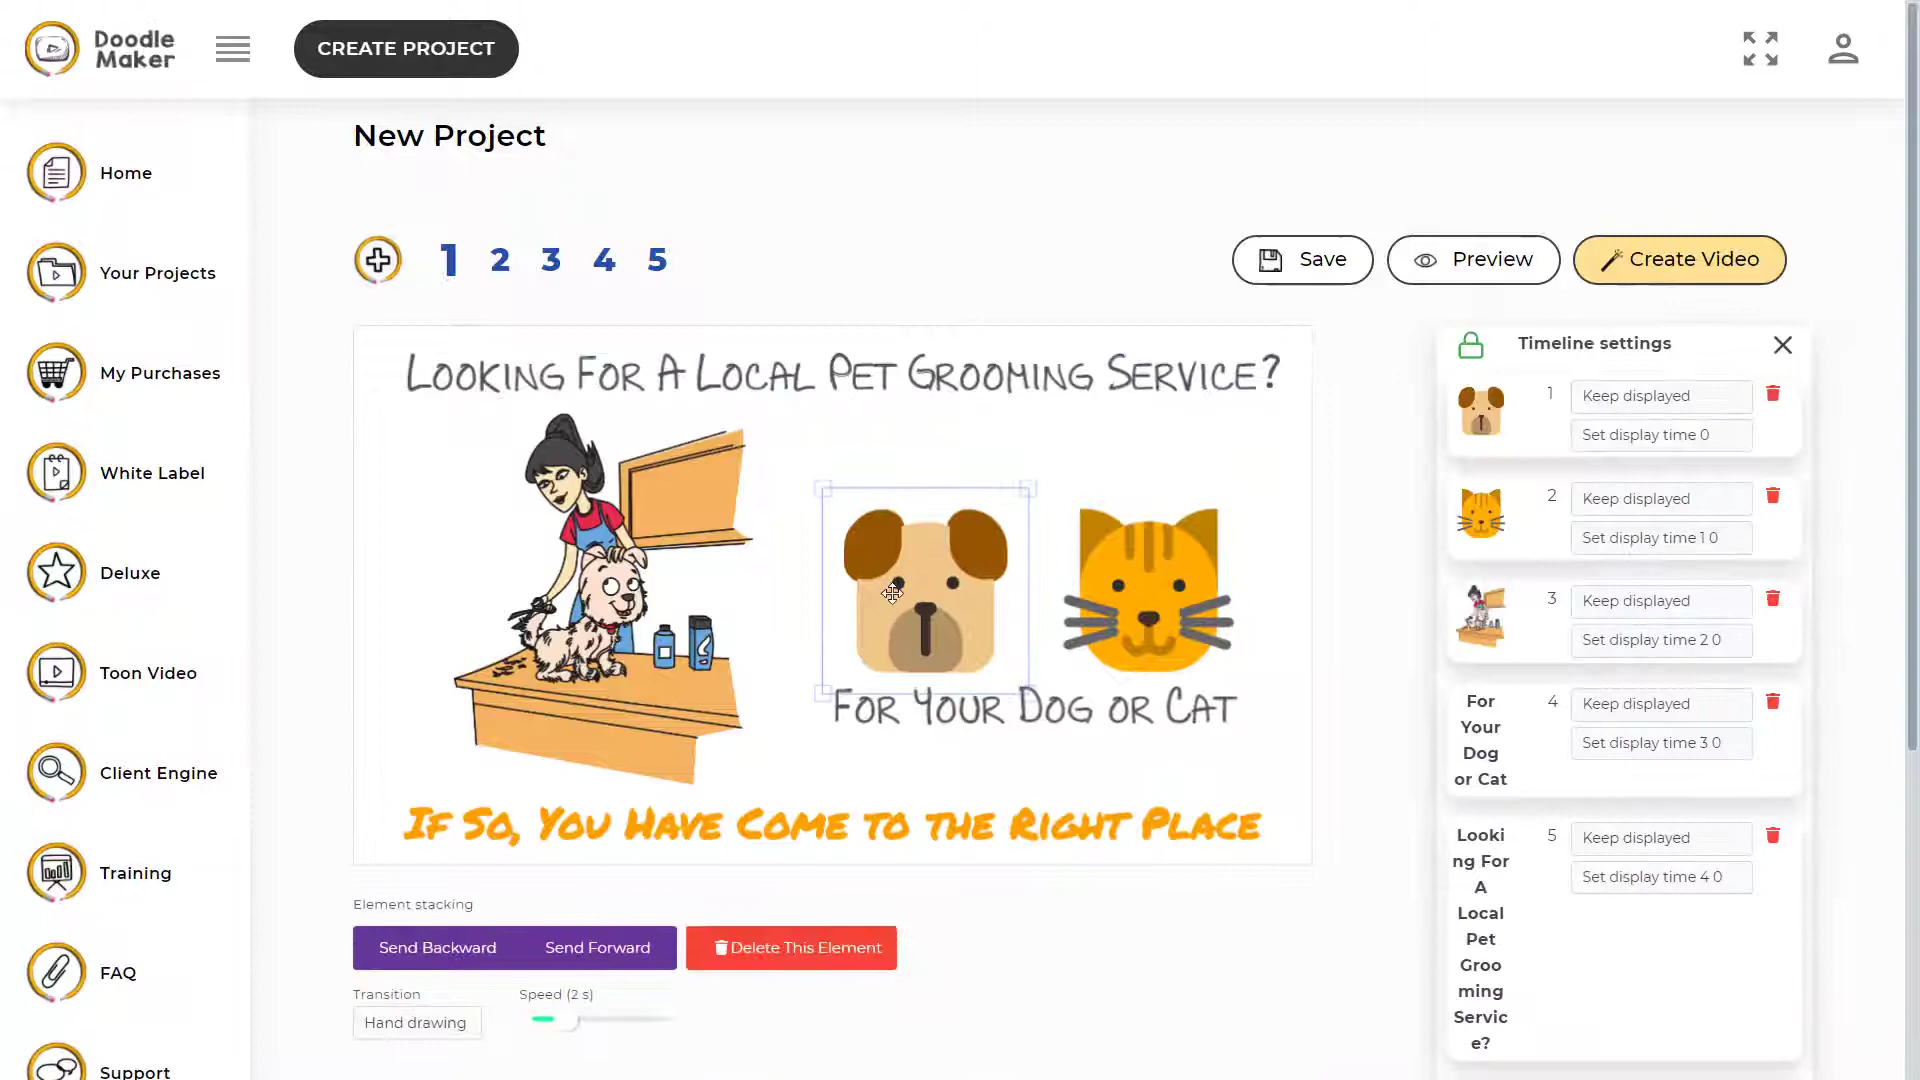 Doodle
Maker
CREATE PROJECT
New Project
Home
Your Projects
My Purchases
White Label
Deluxe
Toon Video
Client Engine
Training
FAQ
Support
1 2 3 4 5
Save
Preview
Create Video
LOOKING FOR A LOCAL PET GROOMING SERVICE?
FOR YOUR DOG OR CAT
IF SO, YOU HAVE COME TO THE RIGHT PLACE
Element stacking
Send Backward
Send Forward
Delete This Element
Transition
Speed (2 s)
Hand drawing
Timeline settings
1
Keep displayed
Set display time 0
2
Keep displayed
Set display time 1 0
3
Keep displayed
Set display time 2 0
For
Your
Dog
or Cat
4
Keep displayed
Set display time 3 0
Looki
ng For
A
Local
Pet
Groo
ming
Servic
e?
5
Keep displayed
Set display time 4 0